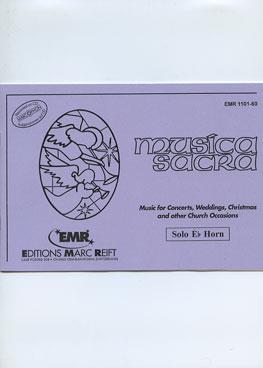 EMR 1101-60
musica
sacra
Music for Concerts, Weddings, Christmas
and other Church Occasions
Solo E♭ Horn
EMR
EDITIONS MARC REIFT